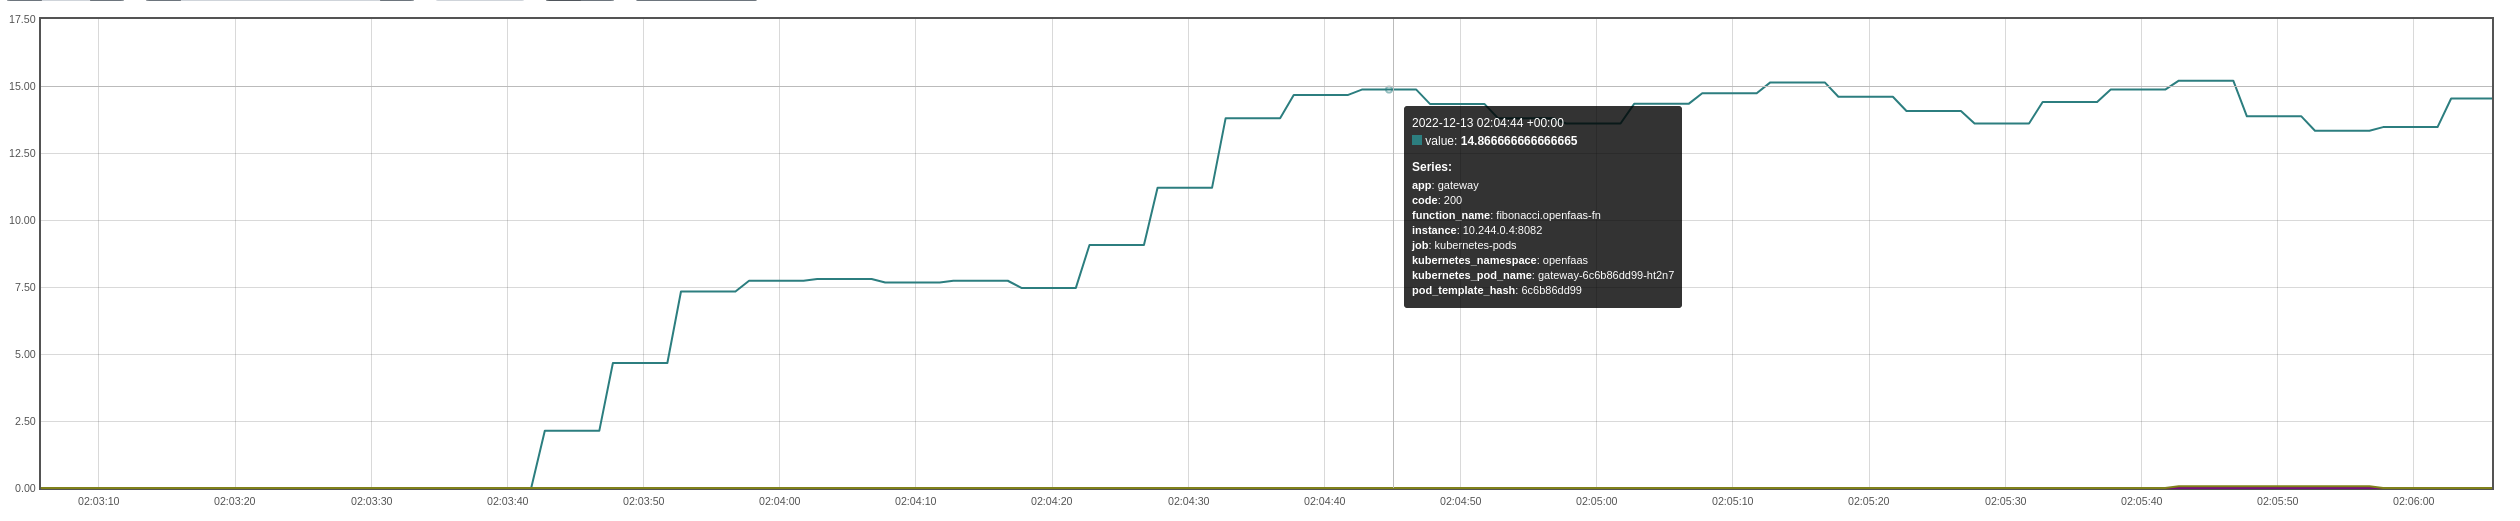 17.50
15.00
12.50
10.00
7.50
5.00
2.50
0.00
2022-12-13 02:04:44 +00:00
value: 14.866666666666665
Series:
app: gateway
code: 200
function_name: fibonacci.openfaas-fn
instance: 10.244.0.4:8082
job: kubernetes-pods
kubernetes_namespace: openfaas
kubernetes_pod_name: gateway-6c6b86dd99-ht2n7
pod_template_hash: 6c6b86dd99
02:03:10 02:03:20 02:03:30 02:03:40 02:03:50 02:04:00 02:04:10 02:04:20 02:04:30 02:04:40 02:04:50 02:05:00 02:05:10 02:05:20 02:05:30 02:05:40 02:05:50 02:06:00